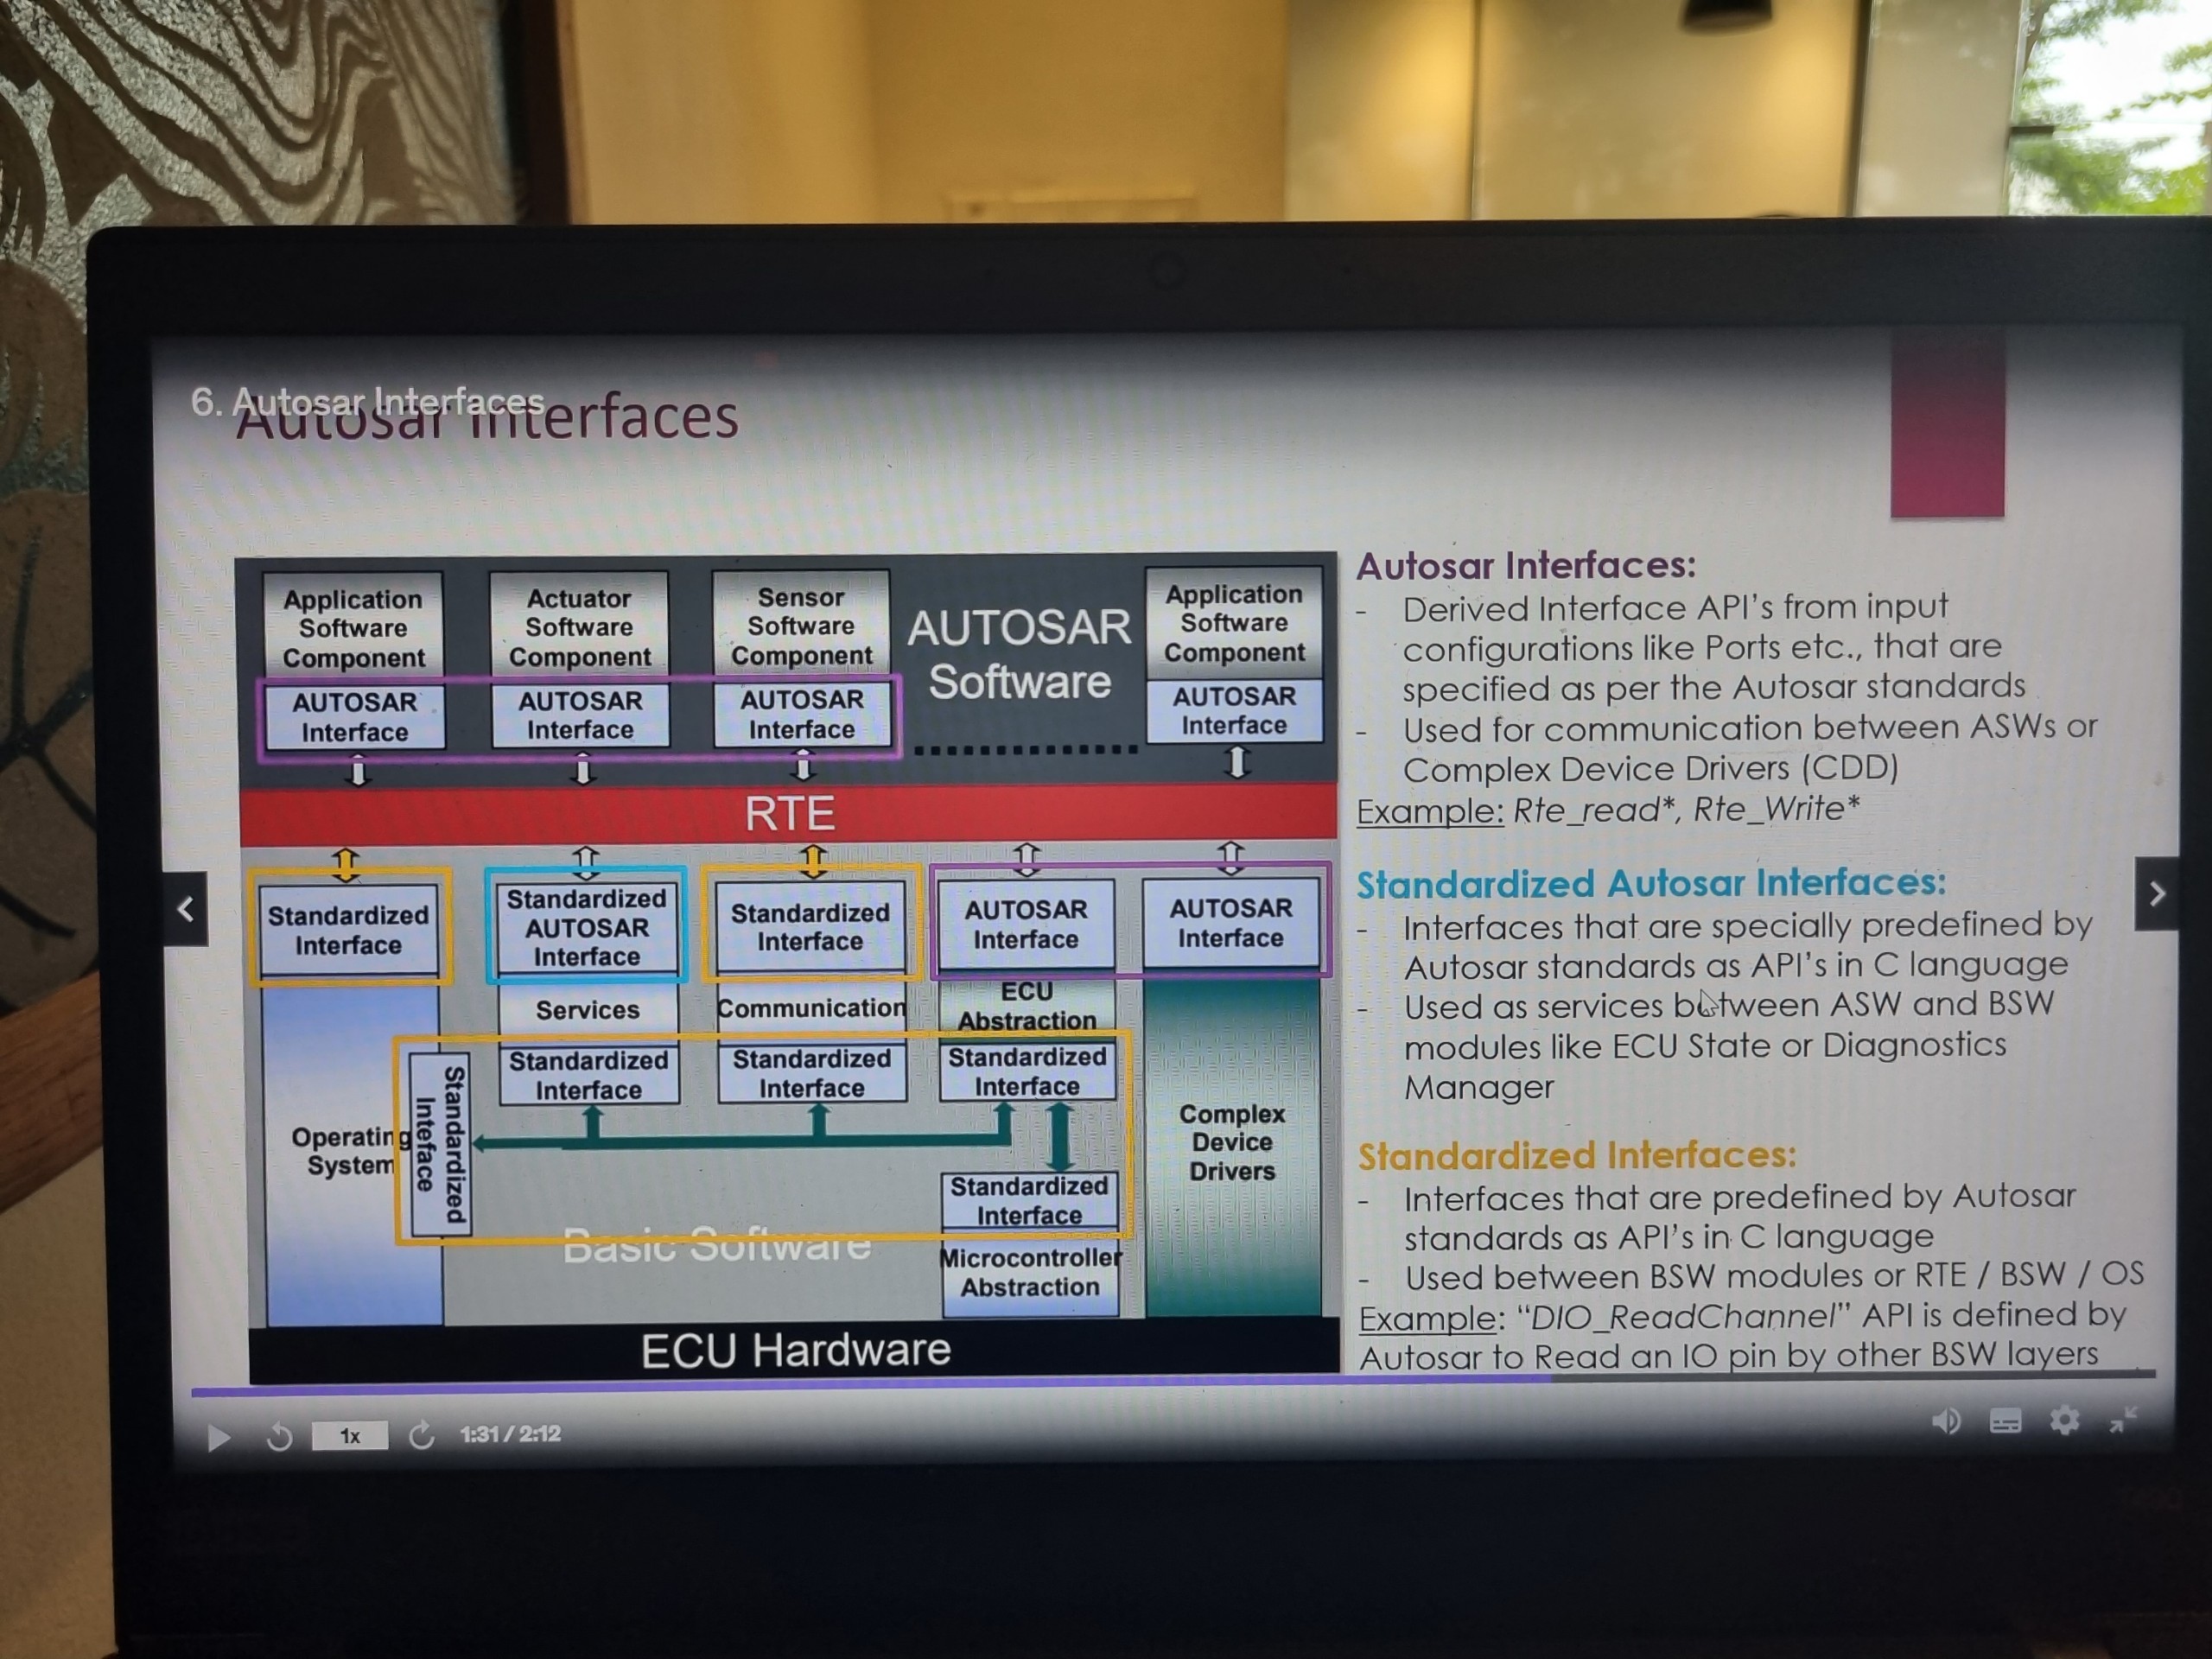 6. Autosar Interfaces
Autosar Interfaces
Application
Software
Component
AUTOSAR
Interface
Actuator
Software
Component
AUTOSAR
Interface
Sensor
Software
Component
AUTOSAR
Interface
AUTOSAR
Software
Application
Software
Component
AUTOSAR
Interface
RTE
Standardized
Interface
Standardized
AUTOSAR
Interface
Standardized
Interface
AUTOSAR
Interface
AUTOSAR
Interface
Services
Communication
ECU
Abstraction
Standardized
Interface
Standardized
Interface
Standardized
Interface
Operating
System
Standardized
Inteface
Complex
Device
Drivers
Standardized
Interface
Basic Software
Microcontroller
Abstraction
ECU Hardware
Autosar Interfaces:
- Derived Interface API's from input
configurations like Ports etc., that are
specified as per the Autosar standards
- Used for communication between ASWs or
Complex Device Drivers (CDD)
Example: Rte_read*, Rte_Write*
Standardized Autosar Interfaces:
- Interfaces that are specially predefined by
Autosar standards as API's in C language
- Used as services between ASW and BSW
modules like ECU State or Diagnostics
Manager
Standardized Interfaces:
- Interfaces that are predefined by Autosar
standards as API's in C language
- Used between BSW modules or RTE / BSW / OS
Example: “DIO_ReadChannel” API is defined by
Autosar to Read an IO pin by other BSW layers
1x
1:31 / 2:12